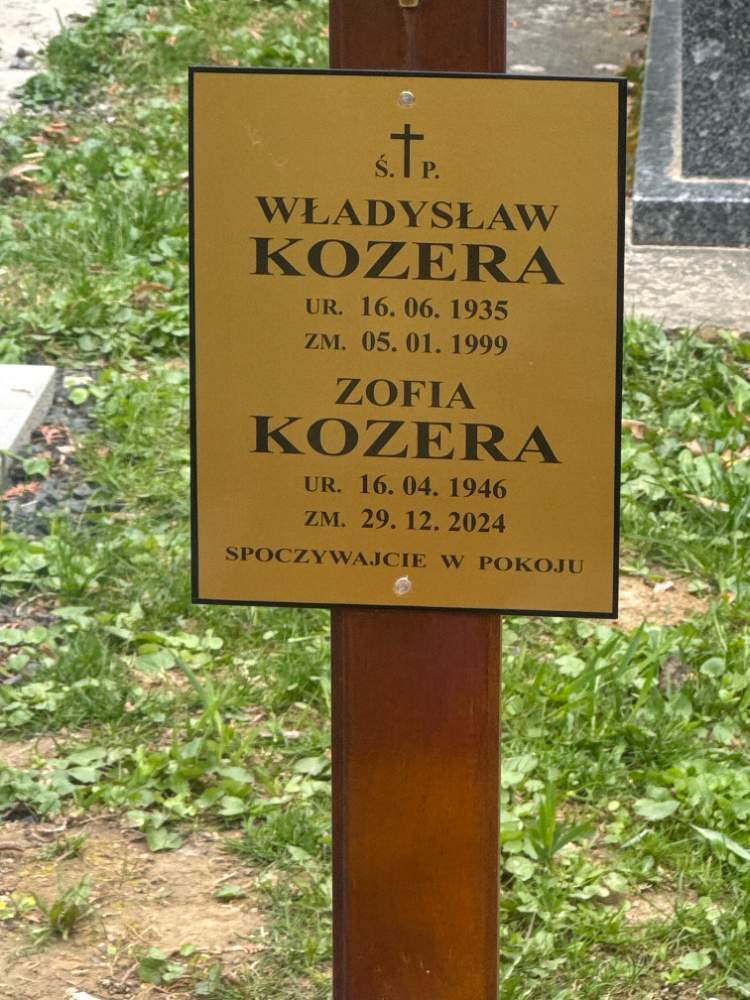 Ś. P.
WŁADYSŁAW
KOZERA
UR. 16. 06. 1935
ZM. 05. 01. 1999
ZOFIA
KOZERA
UR. 16. 04. 1946
ZM. 29. 12. 2024
SPOCZYWAJCIE W POKOJU